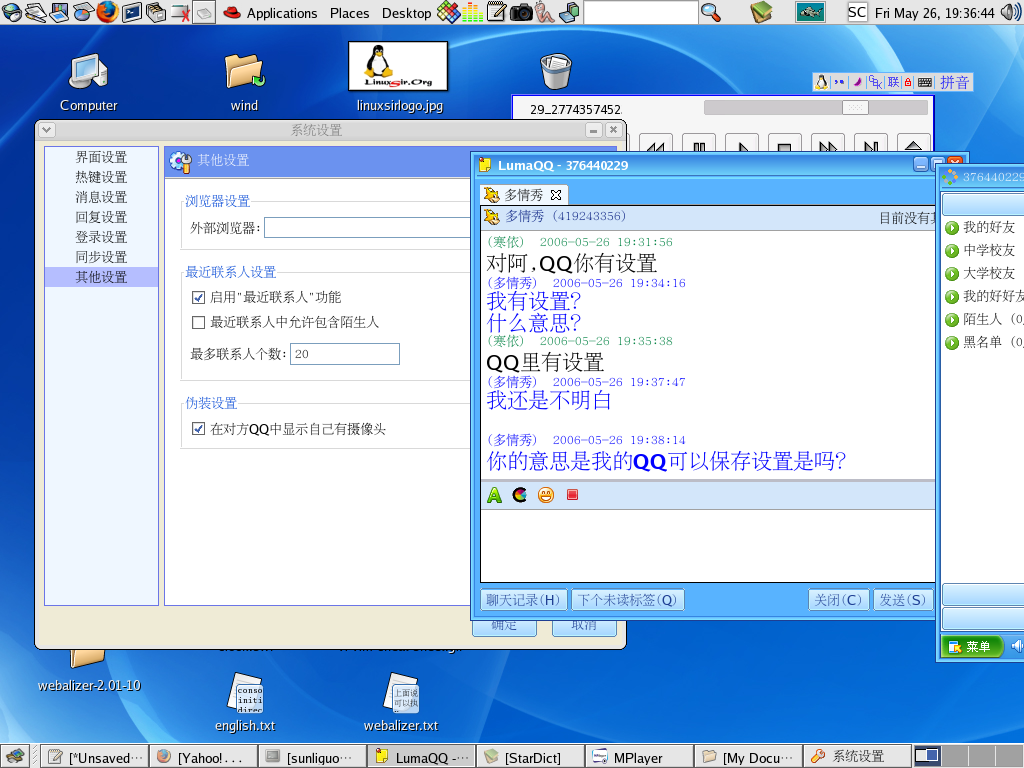 Applications Places Desktop
SC Fri May 26, 19:36:44
Computer
wind
LinuxSir.Org
linuxsirlogo.jpg
联 拼音
29_2774357452
系统设置
界面设置
热键设置
消息设置
回复设置
登录设置
同步设置
其他设置
其他设置
浏览器设置
外部浏览器:
最近联系人设置
启用"最近联系人"功能
最近联系人中允许包含陌生人
最多联系人个数: 20
伪装设置
在对方QQ中显示自己有摄像头
确定 取消
LumaQQ - 376440229
多情秀
多情秀 (419243356)
目前没有
(寒依) 2006-05-26 19:31:56
对阿,QQ你有设置
(多情秀) 2006-05-26 19:34:16
我有设置?
什么意思?
(寒依) 2006-05-26 19:35:38
QQ里有设置
(多情秀) 2006-05-26 19:37:47
我还是不明白
(多情秀) 2006-05-26 19:38:14
你的意思是我的QQ可以保存设置是吗?
聊天记录(H) 下个未读标签(Q) 关闭(C) 发送(S)
376440229
我的好友
中学校友
大学校友
我的好好友
陌生人 (0
黑名单 (0
菜单
webalizer-2.01-10
conso
initi
direc
english.txt
上面说
可以执
webalizer.txt
[*Unsaved··· [Yahoo!... [sunliguo··· LumaQQ -··· [StarDict] MPlayer [My Docu··· 系统设置